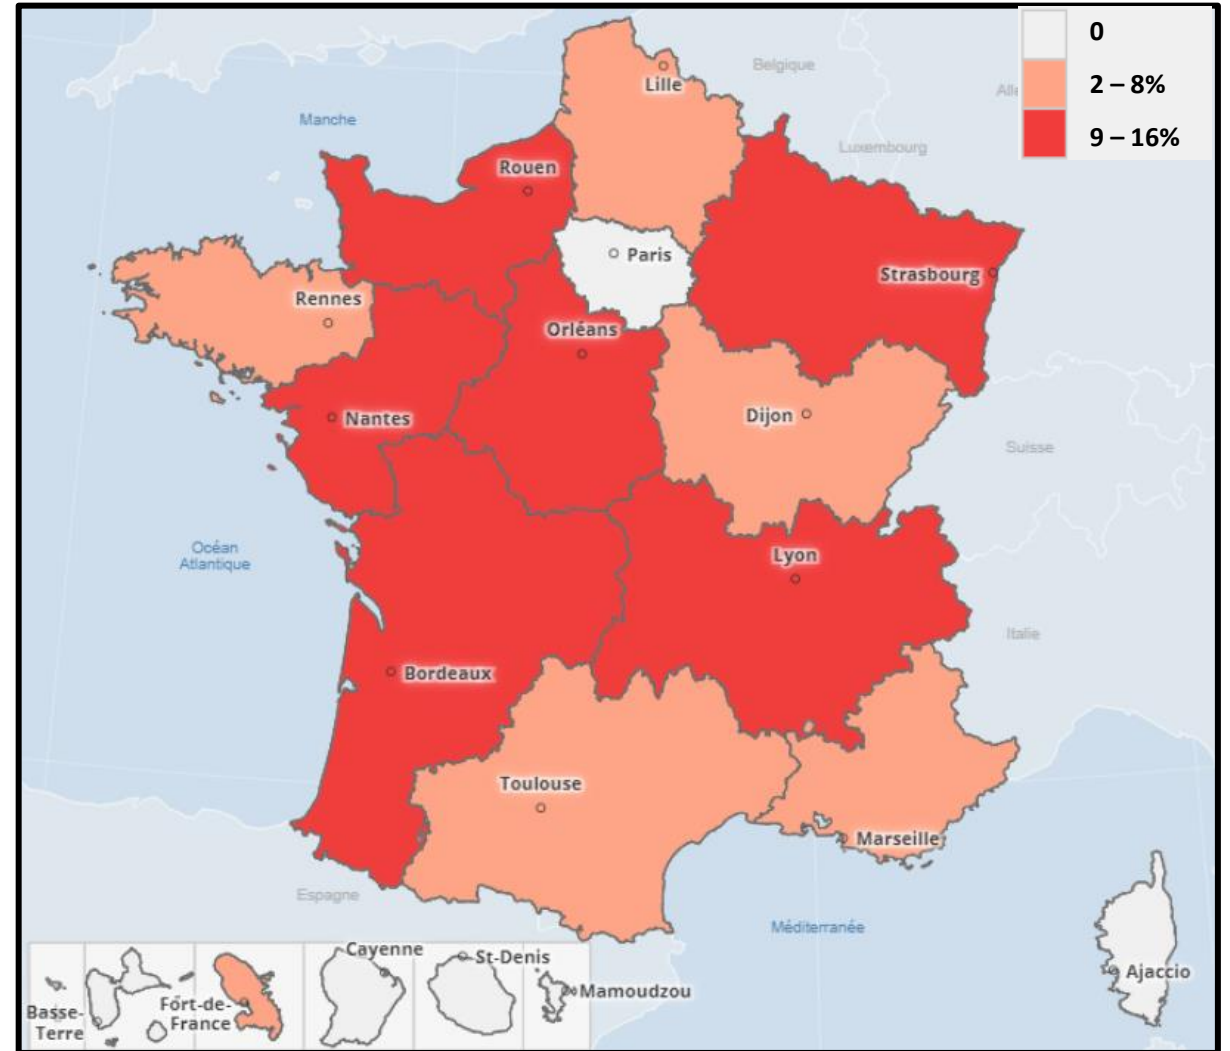 0
2 – 8%
9 – 16%
Lille
Belgique
Manche
Luxembourg
Rouen
Paris
Strasbourg
Rennes
Orléans
Nantes
Dijon
Suisse
Océan
Atlantique
Lyon
Italie
Bordeaux
Toulouse
Marseille
Espagne
Méditerranée
Ajaccio
Cayenne
St-Denis
Mamoudzou
Basse-
Terre
Fort-de-
France